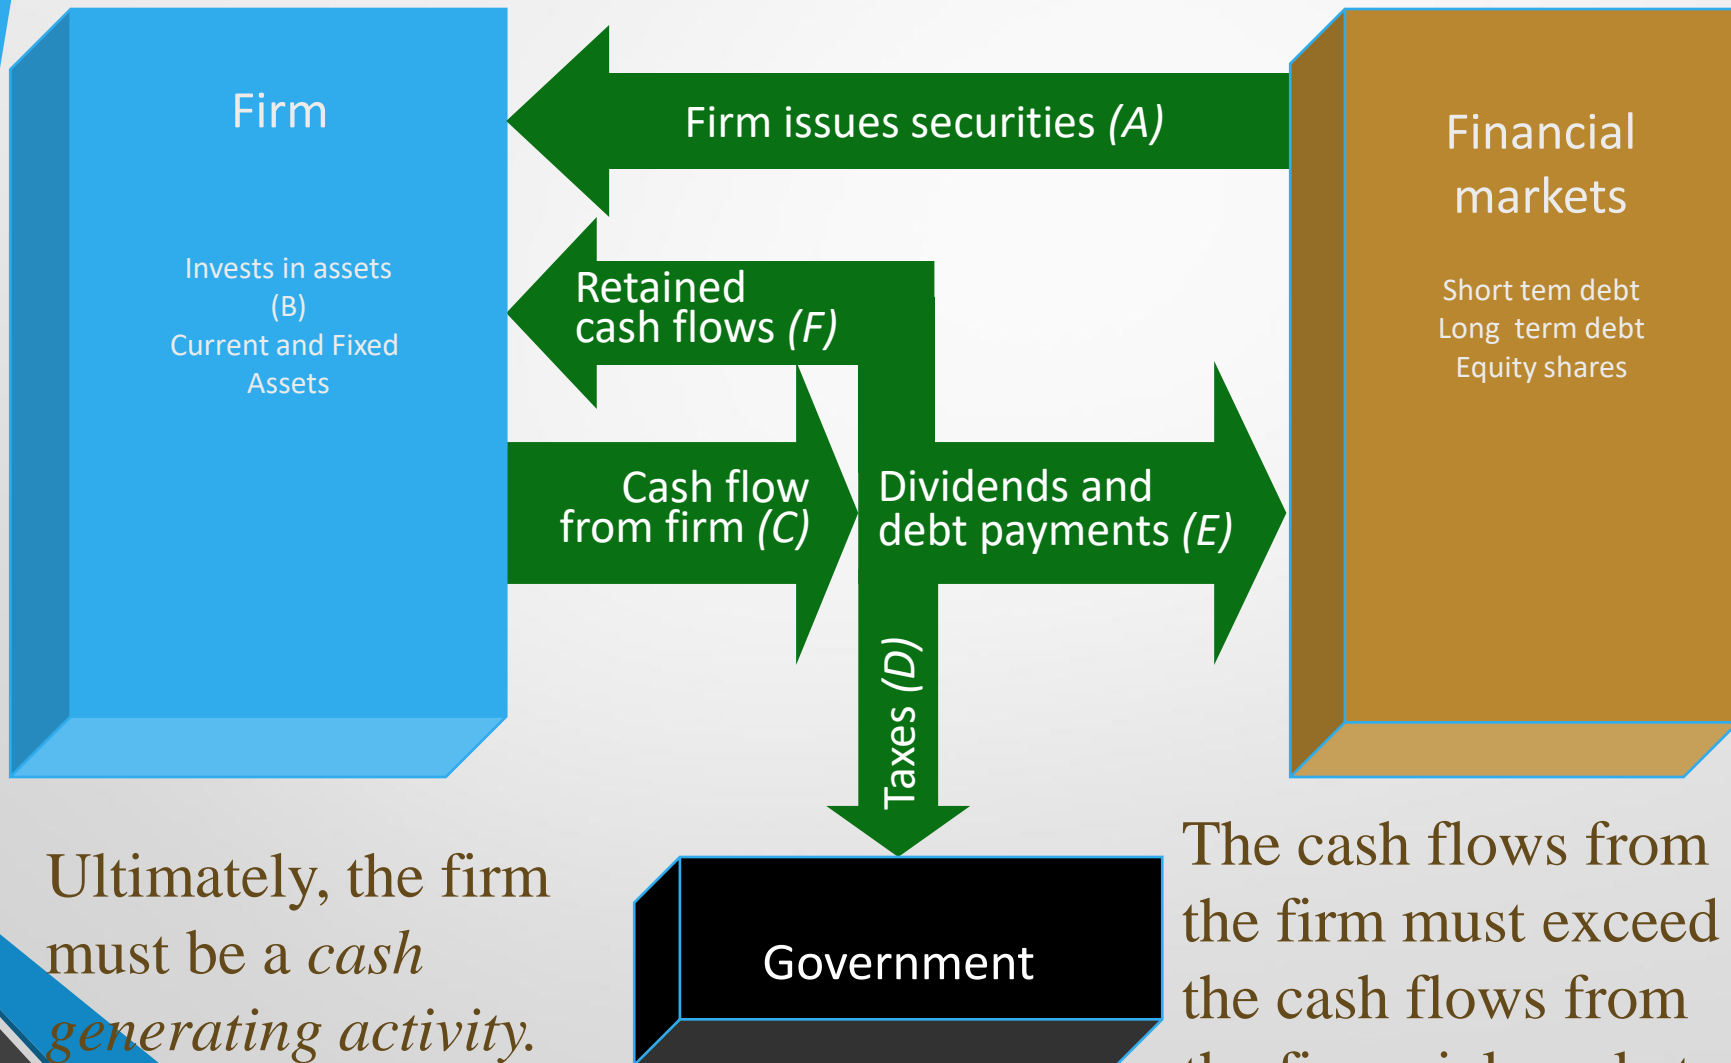 Firm
Invests in assets
(B)
Current and Fixed
Assets
Firm issues securities (A)
Retained
cash flows (F)
Cash flow
from firm (C)
Dividends and
debt payments (E)
Taxes (D)
Financial
markets
Short tem debt
Long term debt
Equity shares
Government
Ultimately, the firm
must be a cash
generating activity.
The cash flows from
the firm must exceed
the cash flows from